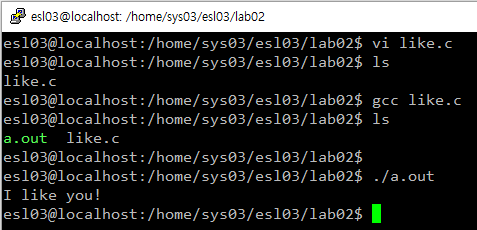 esl03@localhost: /home/sys03/esl03/lab02
esl03@localhost:/home/sys03/esl03/lab02$ vi like.c
esl03@localhost:/home/sys03/esl03/lab02$ ls
like.c
esl03@localhost:/home/sys03/esl03/lab02$ gcc like.c
esl03@localhost:/home/sys03/esl03/lab02$ ls
a.out  like.c
esl03@localhost:/home/sys03/esl03/lab02$
esl03@localhost:/home/sys03/esl03/lab02$ ./a.out
I like you!
esl03@localhost:/home/sys03/esl03/lab02$